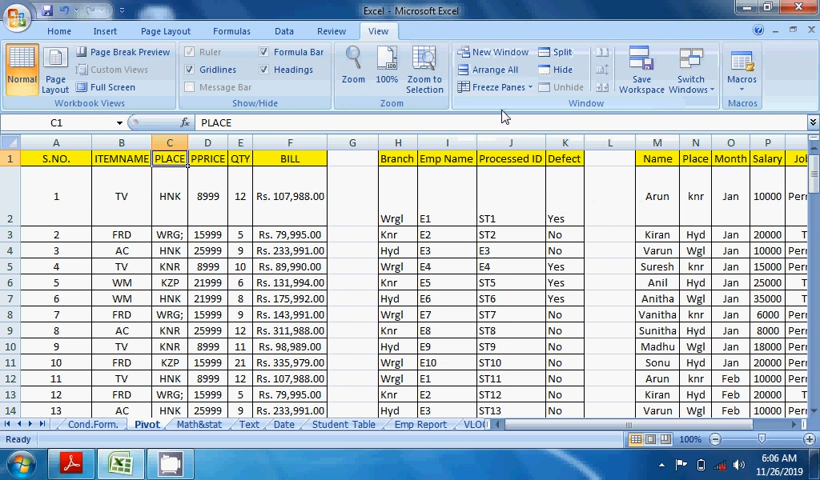 Excel - Microsoft Excel
Home Insert Page Layout Formulas Data Review View
Normal Page Layout Page Break Preview Custom Views Full Screen
Workbook Views
Ruler Formula Bar Gridlines Headings Message Bar
Show/Hide
Zoom 100% Zoom to Selection
Zoom
New Window Arrange All Freeze Panes Split Hide Unhide Save Workspace Switch Windows
Window
Macros
Macros
C1 fx PLACE
A B C D E F G H I J K L M N O P Q
1 S.NO. ITEMNAME PLACE PPRICE QTY BILL Branch Emp Name Processed ID Defect Name Place Month Salary
2 1 TV HNK 8999 12 Rs. 107,988.00 Wrgl E1 ST1 Yes Arun knr Jan 10000
3 2 FRD WRG; 15999 5 Rs. 79,995.00 Knr E2 ST2 No Kiran Hyd Jan 20000
4 3 AC HNK 25999 9 Rs. 233,991.00 Hyd E3 E3 No Varun Wgl Jan 10000
5 4 TV KNR 8999 10 Rs. 89,990.00 Wrgl E4 E4 Yes Suresh knr Jan 15000
6 5 WM KZP 21999 6 Rs. 131,994.00 Knr E5 ST5 Yes Anil Hyd Jan 25000
7 6 WM HNK 21999 8 Rs. 175,992.00 Hyd E6 ST6 Yes Anitha Wgl Jan 35000
8 7 FRD WRG; 15999 9 Rs. 143,991.00 Wrgl E7 ST7 No Vanitha knr Jan 6000
9 8 AC KNR 25999 12 Rs. 311,988.00 Knr E8 ST8 No Sunitha Hyd Jan 8000
10 9 TV KNR 8999 11 Rs. 98,989.00 Hyd E9 ST9 No Madhu Wgl Jan 18000
11 10 FRD KZP 15999 21 Rs. 335,979.00 Wrgl E10 ST10 No Sonu Hyd Jan 20000
12 11 TV HNK 8999 12 Rs. 107,988.00 Wrgl E1 ST11 No Arun knr Feb 10000
13 12 FRD WRG; 15999 5 Rs. 79,995.00 Knr E2 ST12 No Kiran Hyd Feb 20000
14 13 AC HNK 25999 9 Rs. 233,991.00 Hyd E3 ST13 No Varun Wgl Feb 10000
Cond.Form. Pivot Math&stat Text Date Student Table Emp Report
Ready 100%
6:06 AM
11/26/2019